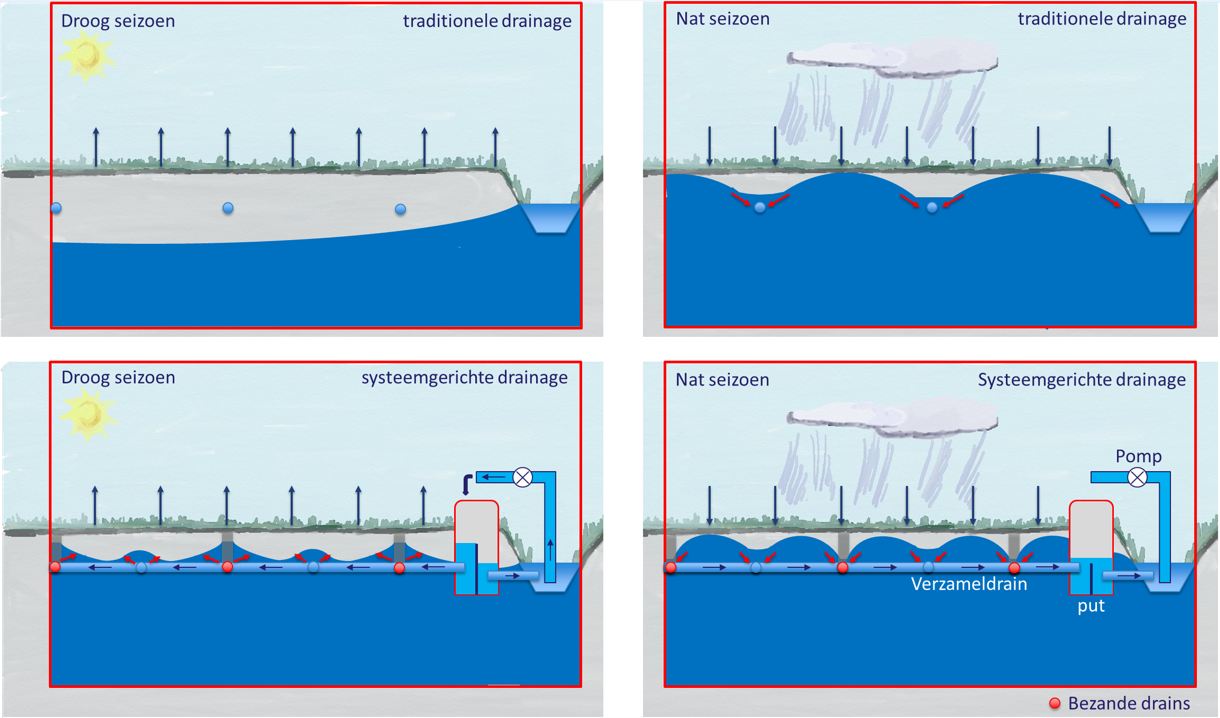 Droog seizoen
traditionele drainage
Nat seizoen
traditionele drainage
Droog seizoen
systeemgerichte drainage
Nat seizoen
Systeemgerichte drainage
Pomp
Verzameldrain
put
Bezande drains